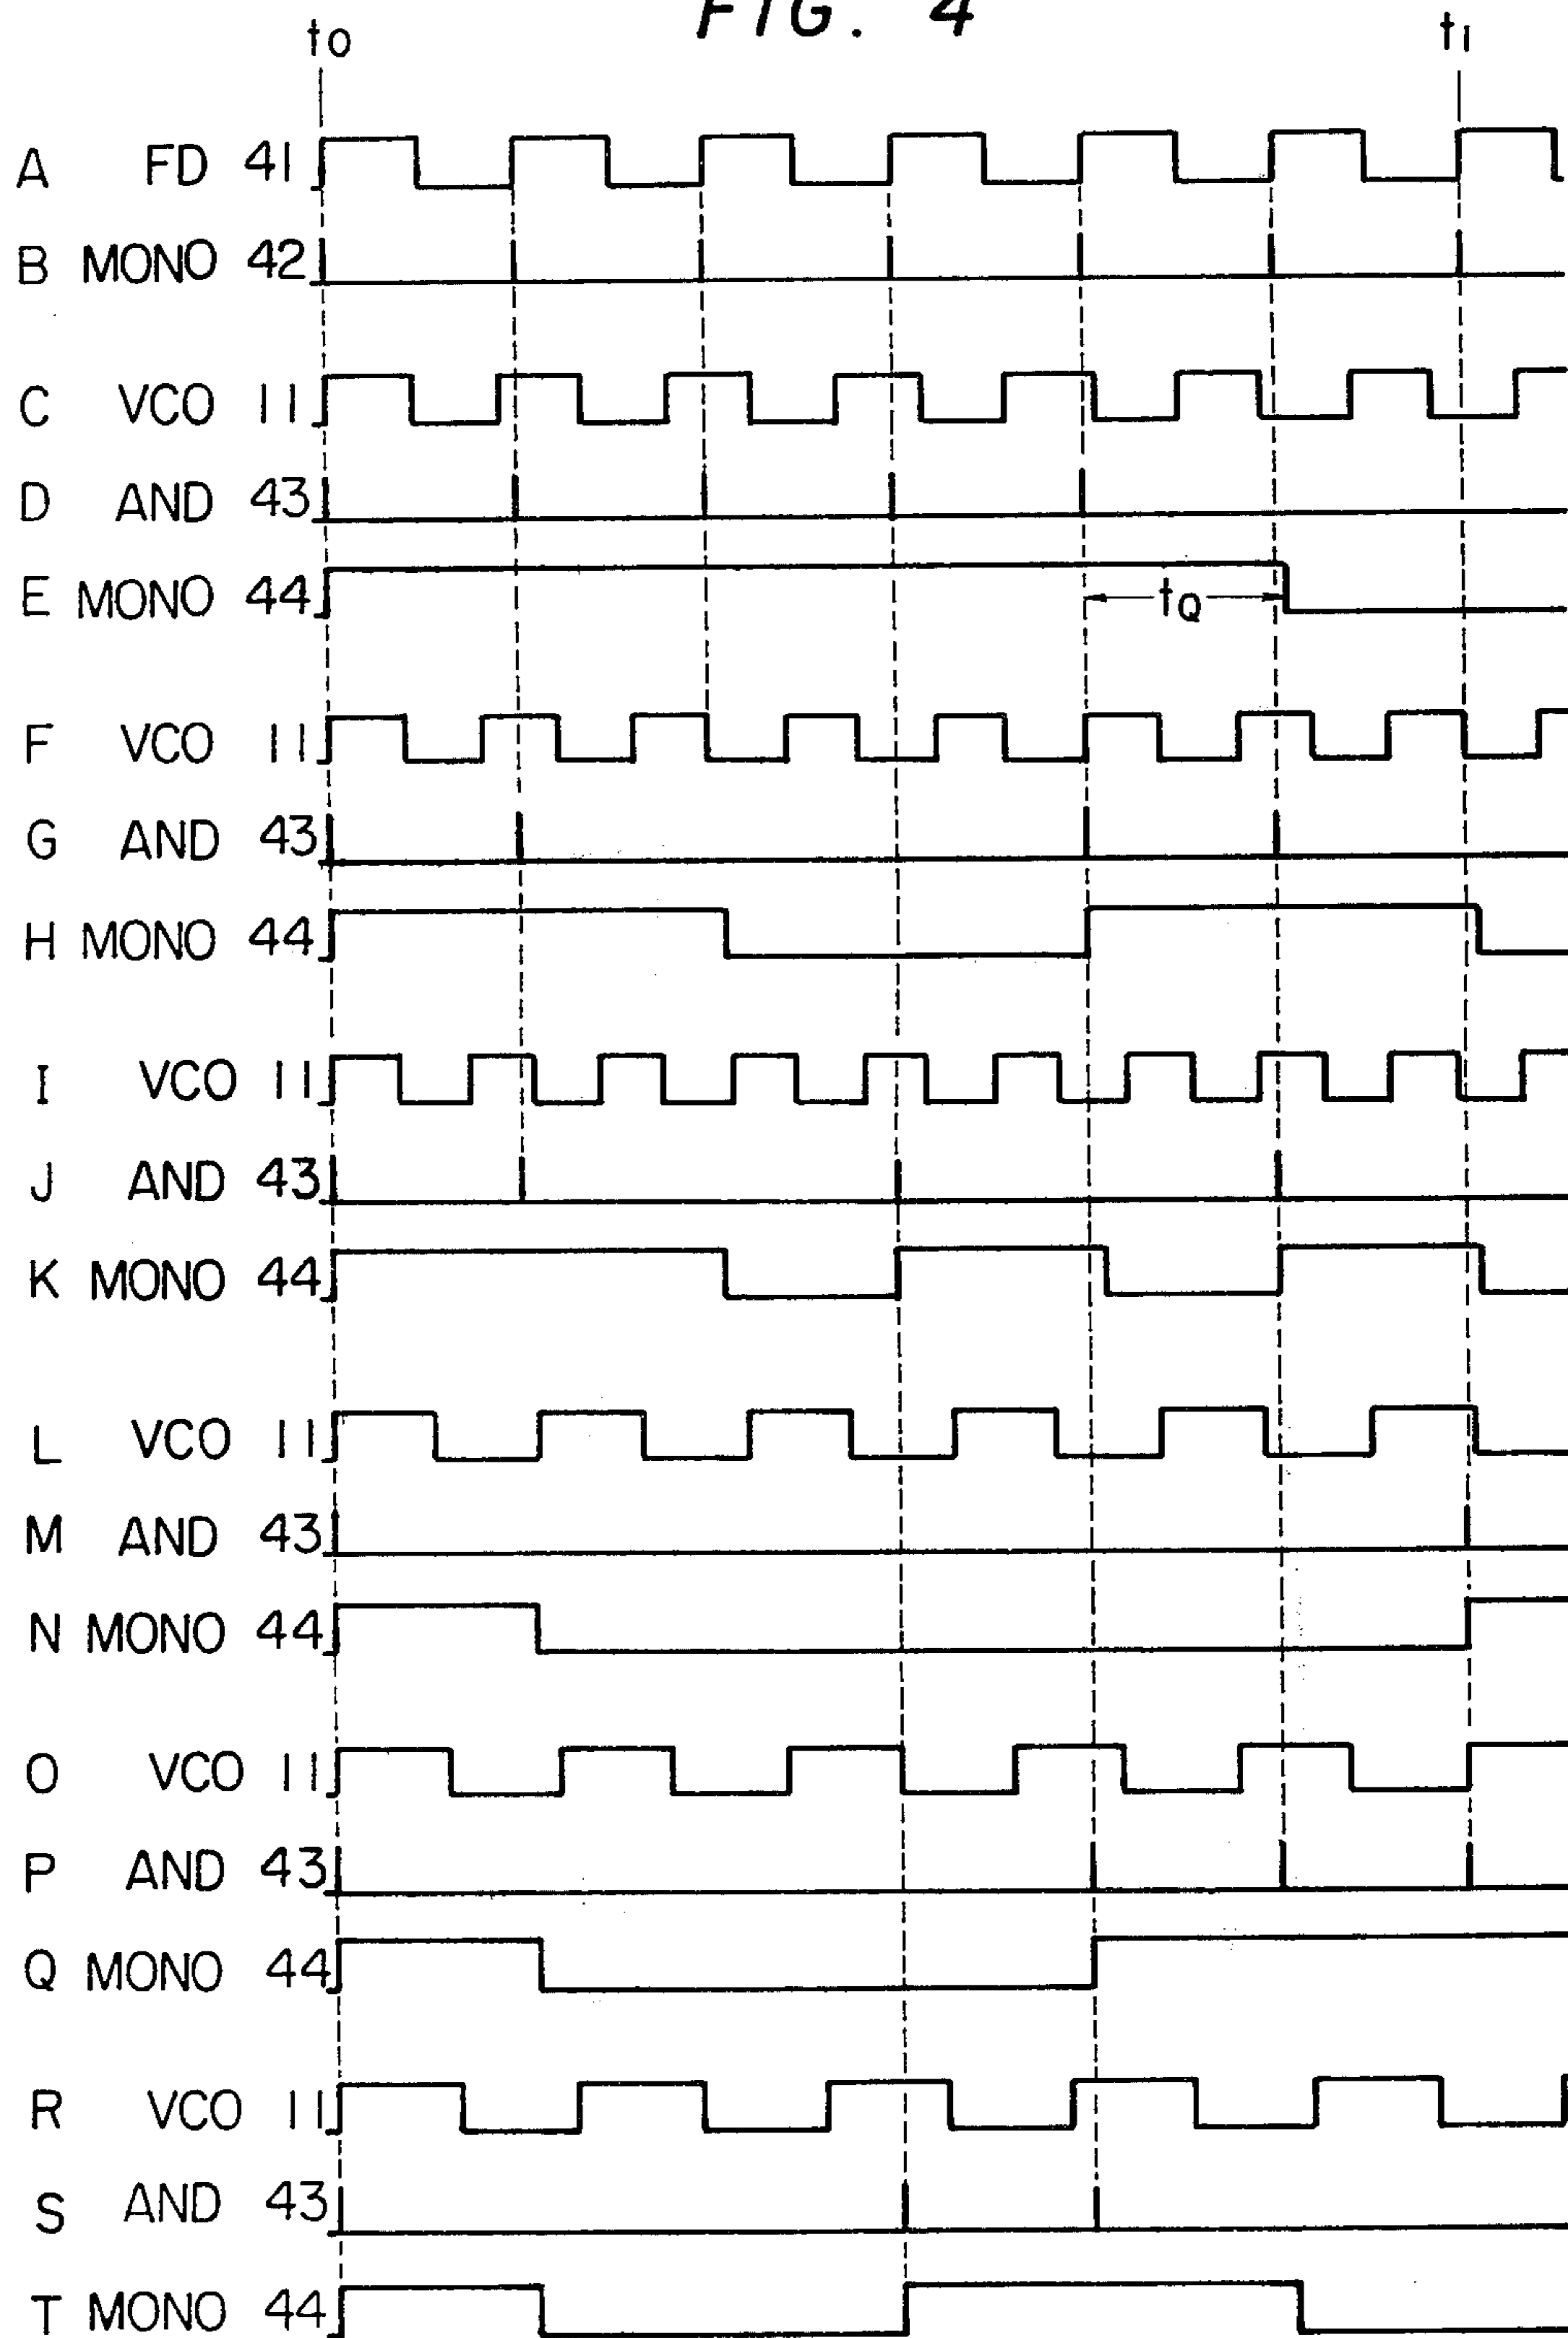 FIG. 4
t0 t1
A FD 41
B MONO 42
C VCO 11
D AND 43
E MONO 44
tQ
F VCO 11
G AND 43
H MONO 44
I VCO 11
J AND 43
K MONO 44
L VCO 11
M AND 43
N MONO 44
O VCO 11
P AND 43
Q MONO 44
R VCO 11
S AND 43
T MONO 44